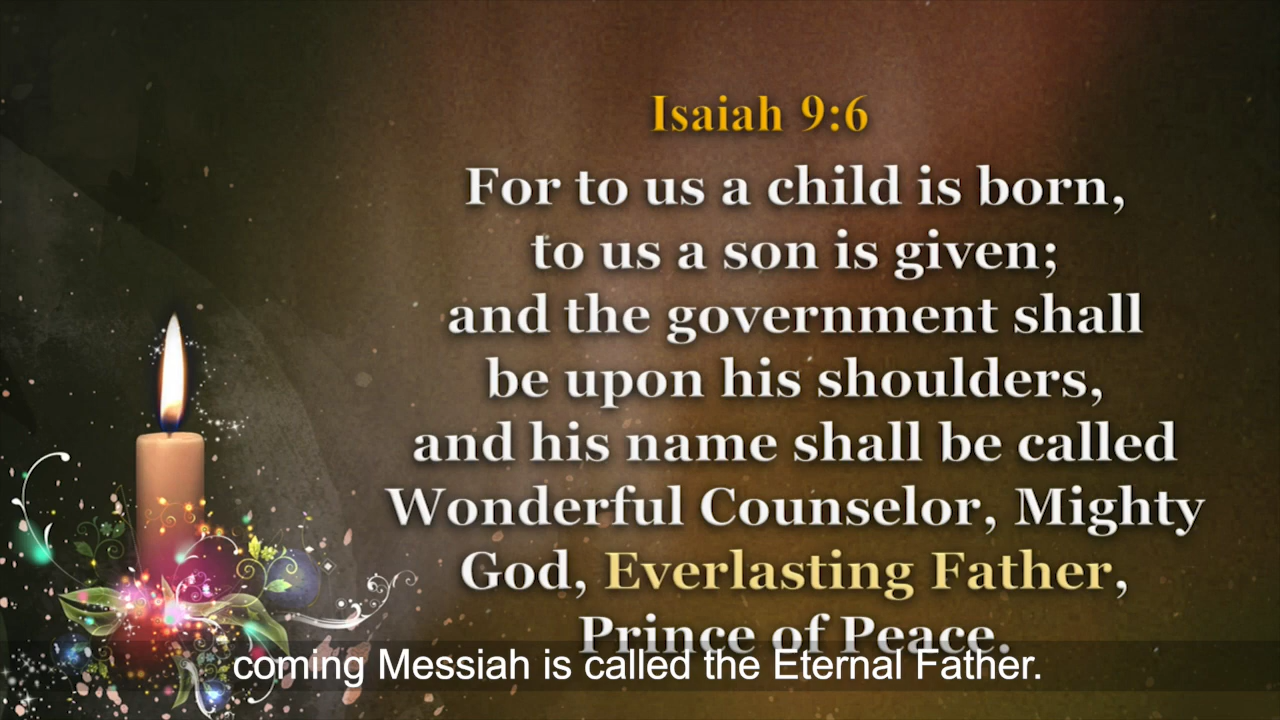 Isaiah 9:6
For to us a child is born,
to us a son is given;
and the government shall
be upon his shoulders,
and his name shall be called
Wonderful Counselor, Mighty
God, Everlasting Father,
Prince of Peace.
coming Messiah is called the Eternal Father.